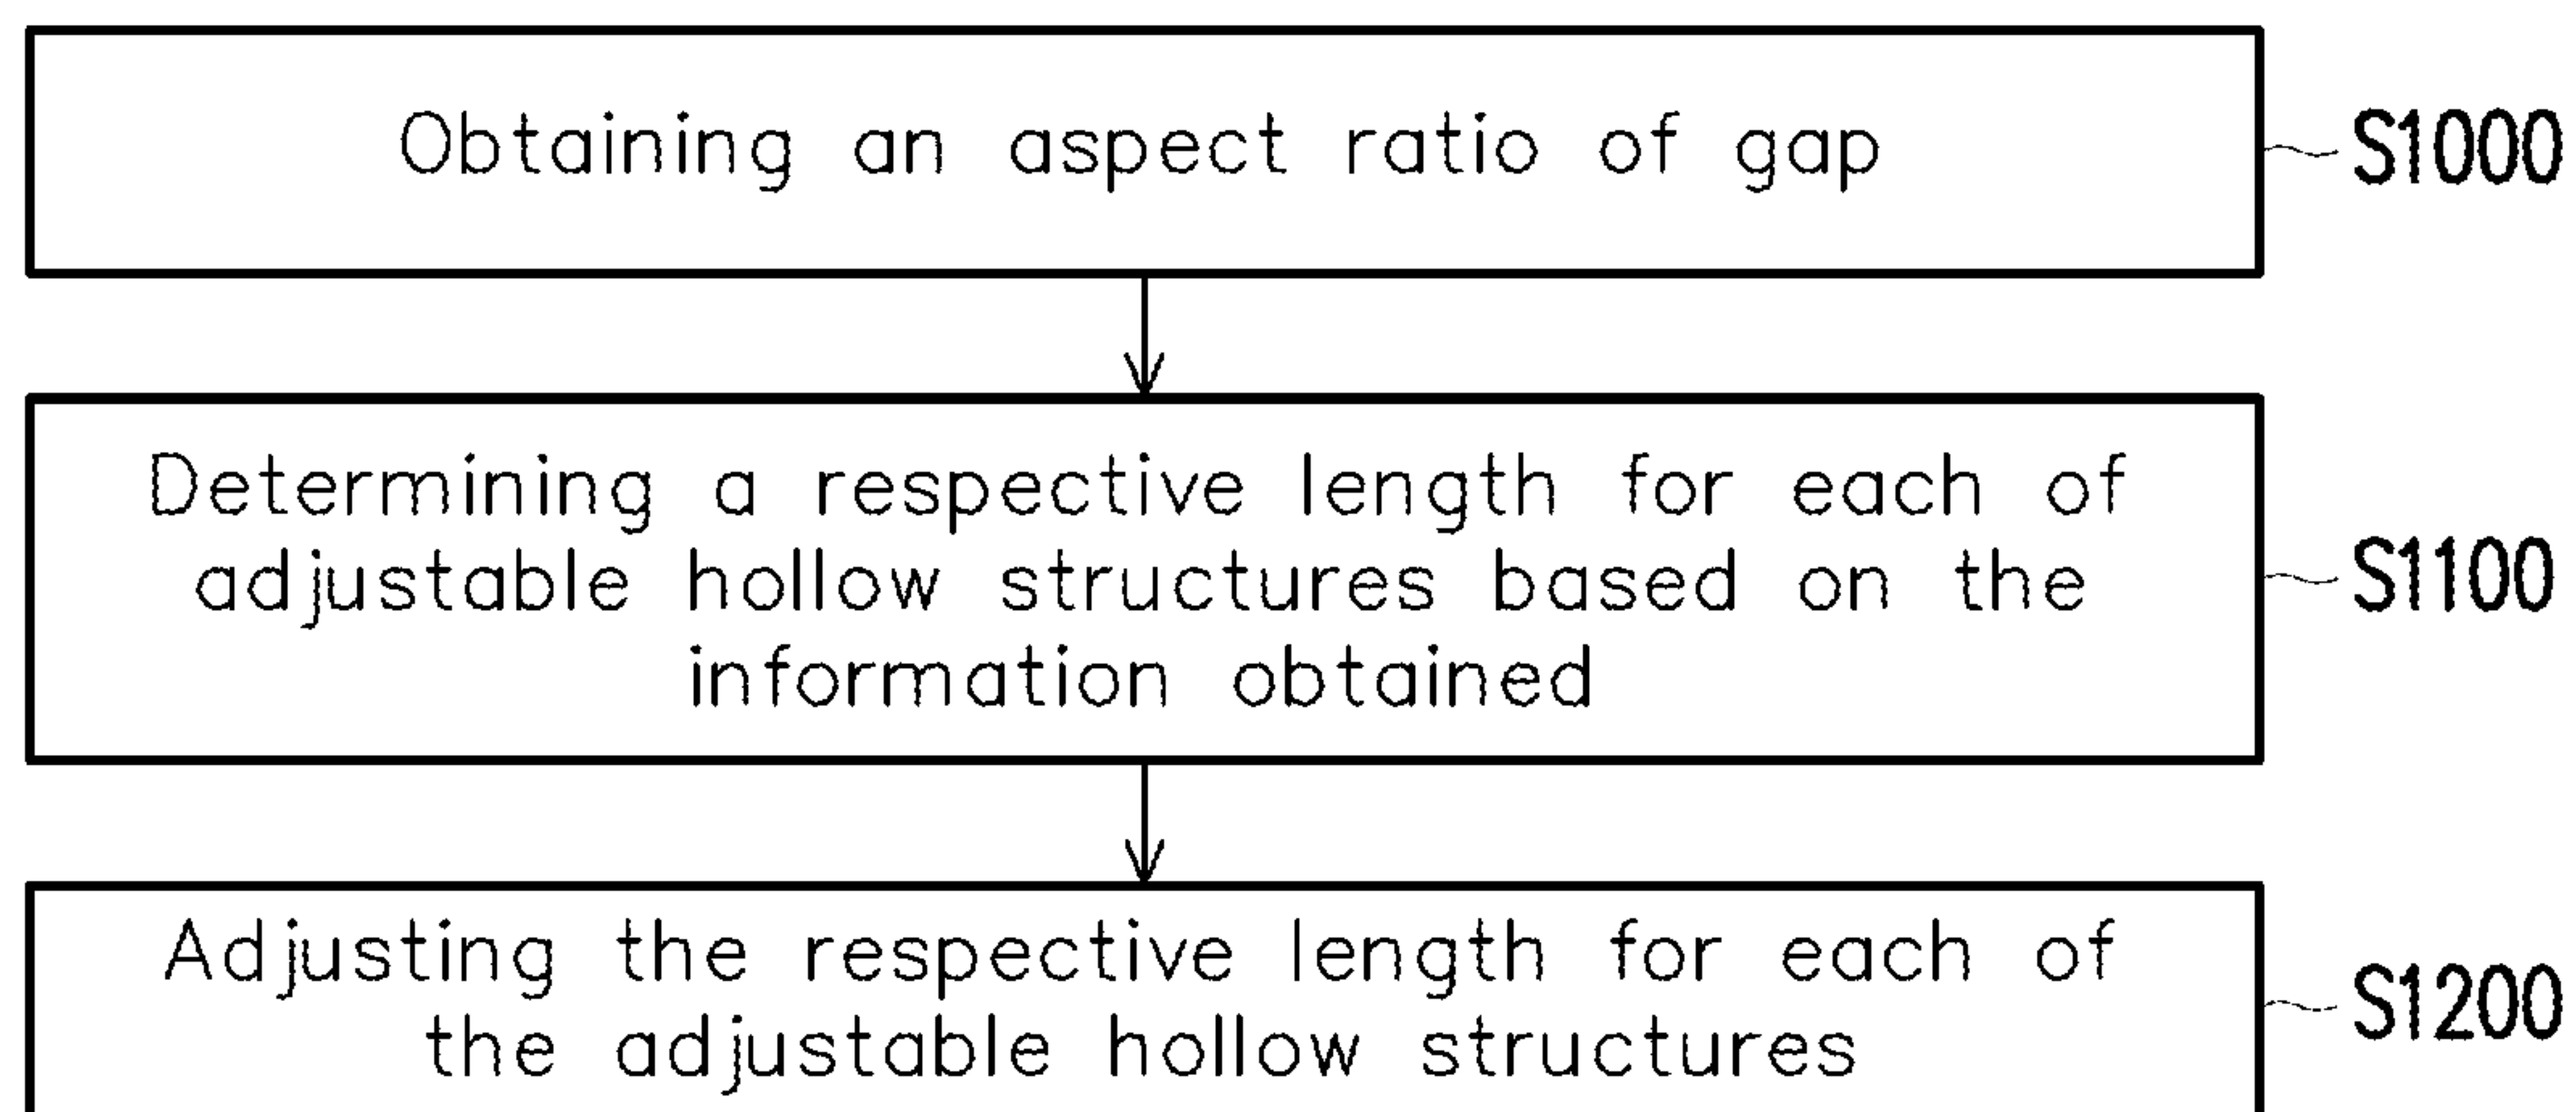 Obtaining an aspect ratio of gap
S1000
Determining a respective length for each of
adjustable hollow structures based on the
information obtained
S1100
Adjusting the respective length for each of
the adjustable hollow structures
S1200